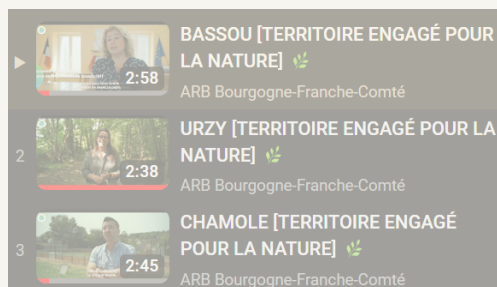 BASSOU [TERRITOIRE ENGAGÉ POUR
LA NATURE] 🌿
2:58
ARB Bourgogne-Franche-Comté
URZY [TERRITOIRE ENGAGÉ POUR LA
2
NATURE] 🌿
2:38
ARB Bourgogne-Franche-Comté
CHAMOLE [TERRITOIRE ENGAGÉ
3
POUR LA NATURE] 🌿
2:45
ARB Bourgogne-Franche-Comté